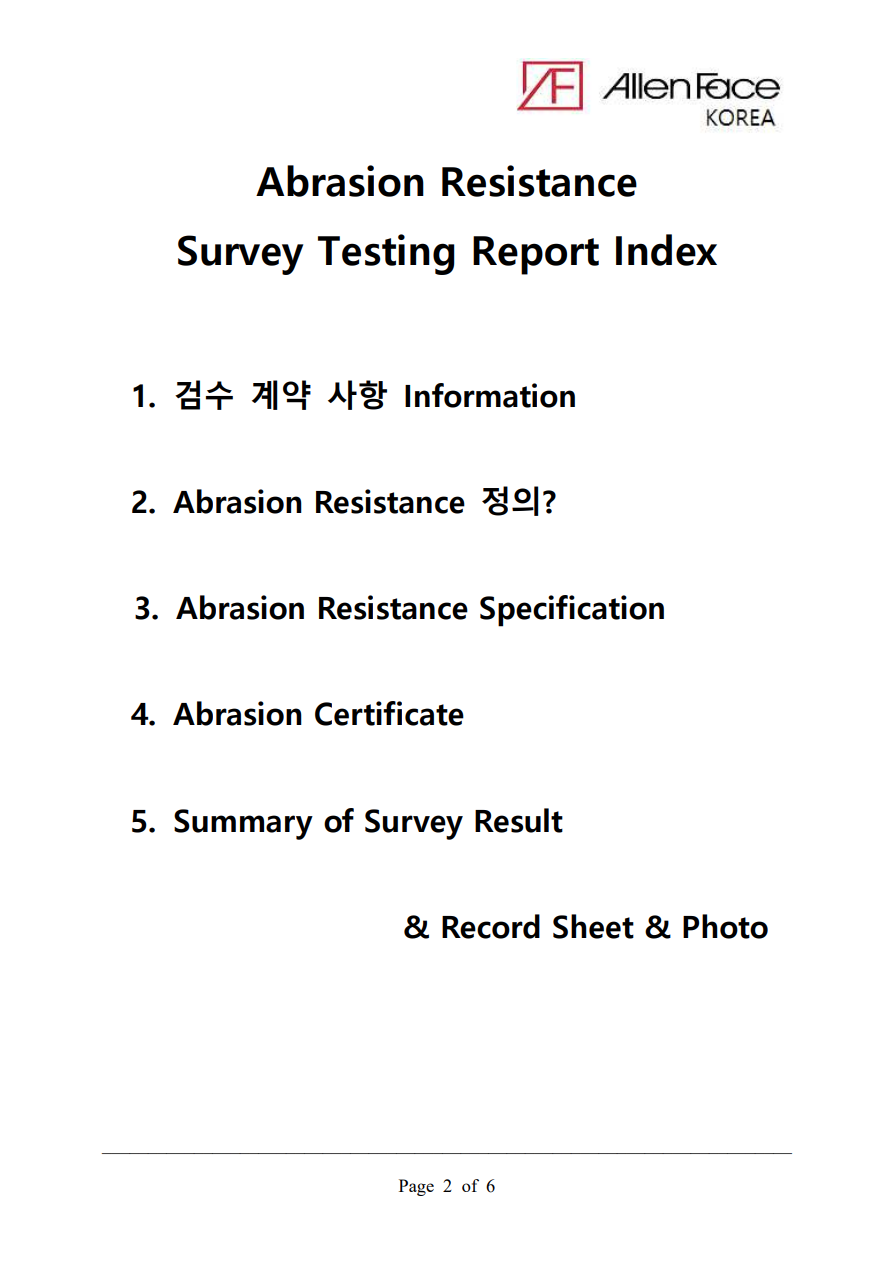 AF Allen Face
KOREA
Abrasion Resistance
Survey Testing Report Index
1. 검수 계약 사항 Information
2. Abrasion Resistance 정의?
3. Abrasion Resistance Specification
4. Abrasion Certificate
5. Summary of Survey Result
& Record Sheet & Photo
Page 2 of 6